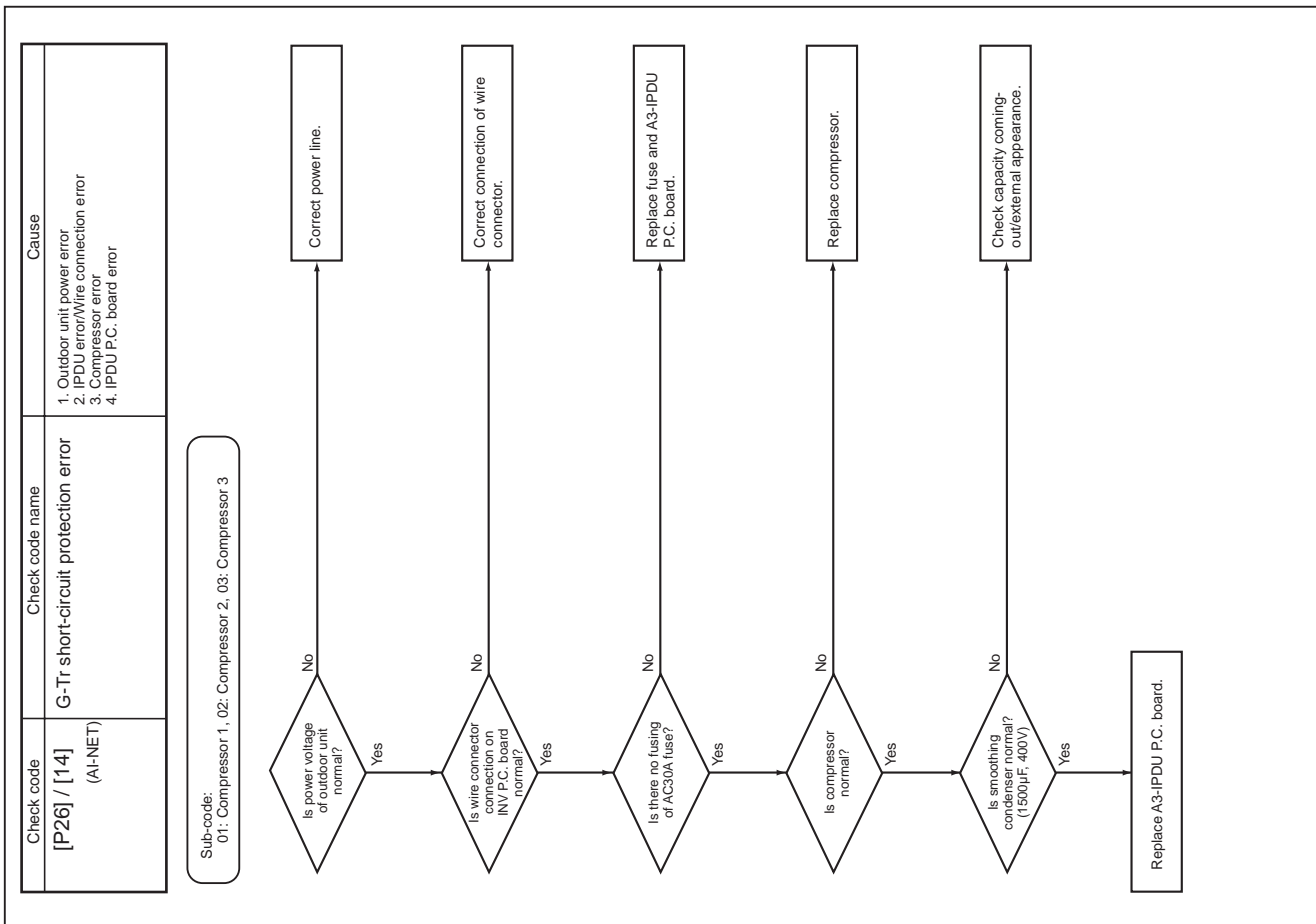 Check code
Check code name
Cause
[P26] / [14]
(AI-NET)
G-Tr short-circuit protection error
1. Outdoor unit power error
2. IPDU error/Wire connection error
3. Compressor error
4. IPDU P.C. board error
Sub-code:
01: Compressor 1, 02: Compressor 2, 03: Compressor 3
Is power voltage
of outdoor unit
normal?
No
Correct power line.
Yes
Is wire connector
connection on
INV P.C. board
normal?
No
Correct connection of wire
connector.
Yes
Is there no fusing
of AC30A fuse?
No
Replace fuse and A3-IPDU
P.C. board.
Yes
Is compressor
normal?
No
Replace compressor.
Yes
Is smoothing
condenser normal?
(1500µF, 400V)
No
Check capacity coming-
out/external appearance.
Yes
Replace A3-IPDU P.C. board.